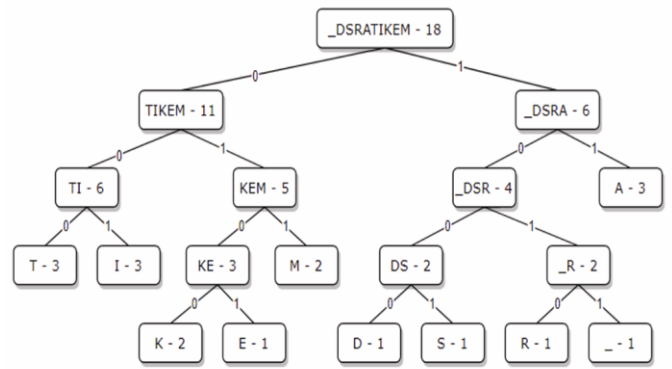 _DSRATIKEM - 18
0 1
TIKEM - 11 _DSRA - 6
0 1 0 1
TI - 6 KEM - 5 _DSR - 4 A - 3
0 1 0 1 0 1
T - 3 I - 3 KE - 3 M - 2 DS - 2 _R - 2
0 1 0 1 0 1
K - 2 E - 1 D - 1 S - 1 R - 1 _ - 1